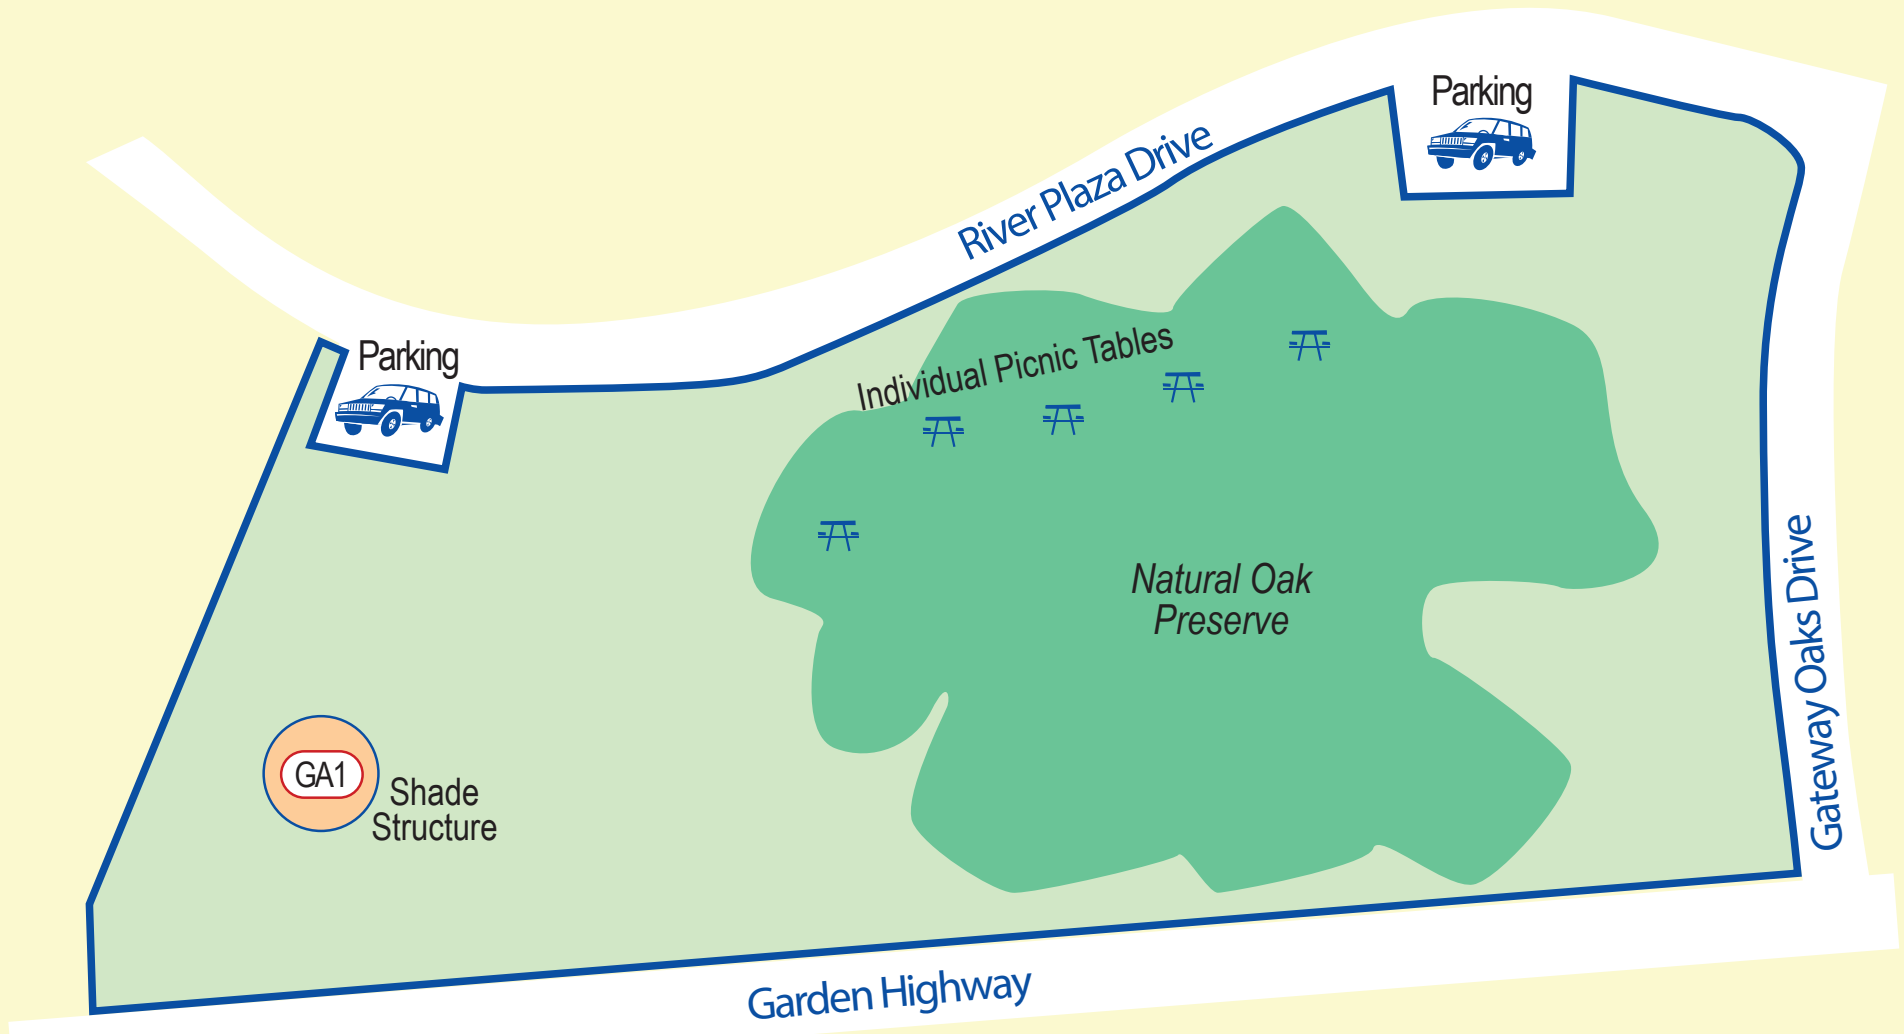 Parking
River Plaza Drive
Parking
Individual Picnic Tables
Natural Oak
Preserve
Gateway Oaks Drive
GA1
Shade
Structure
Garden Highway